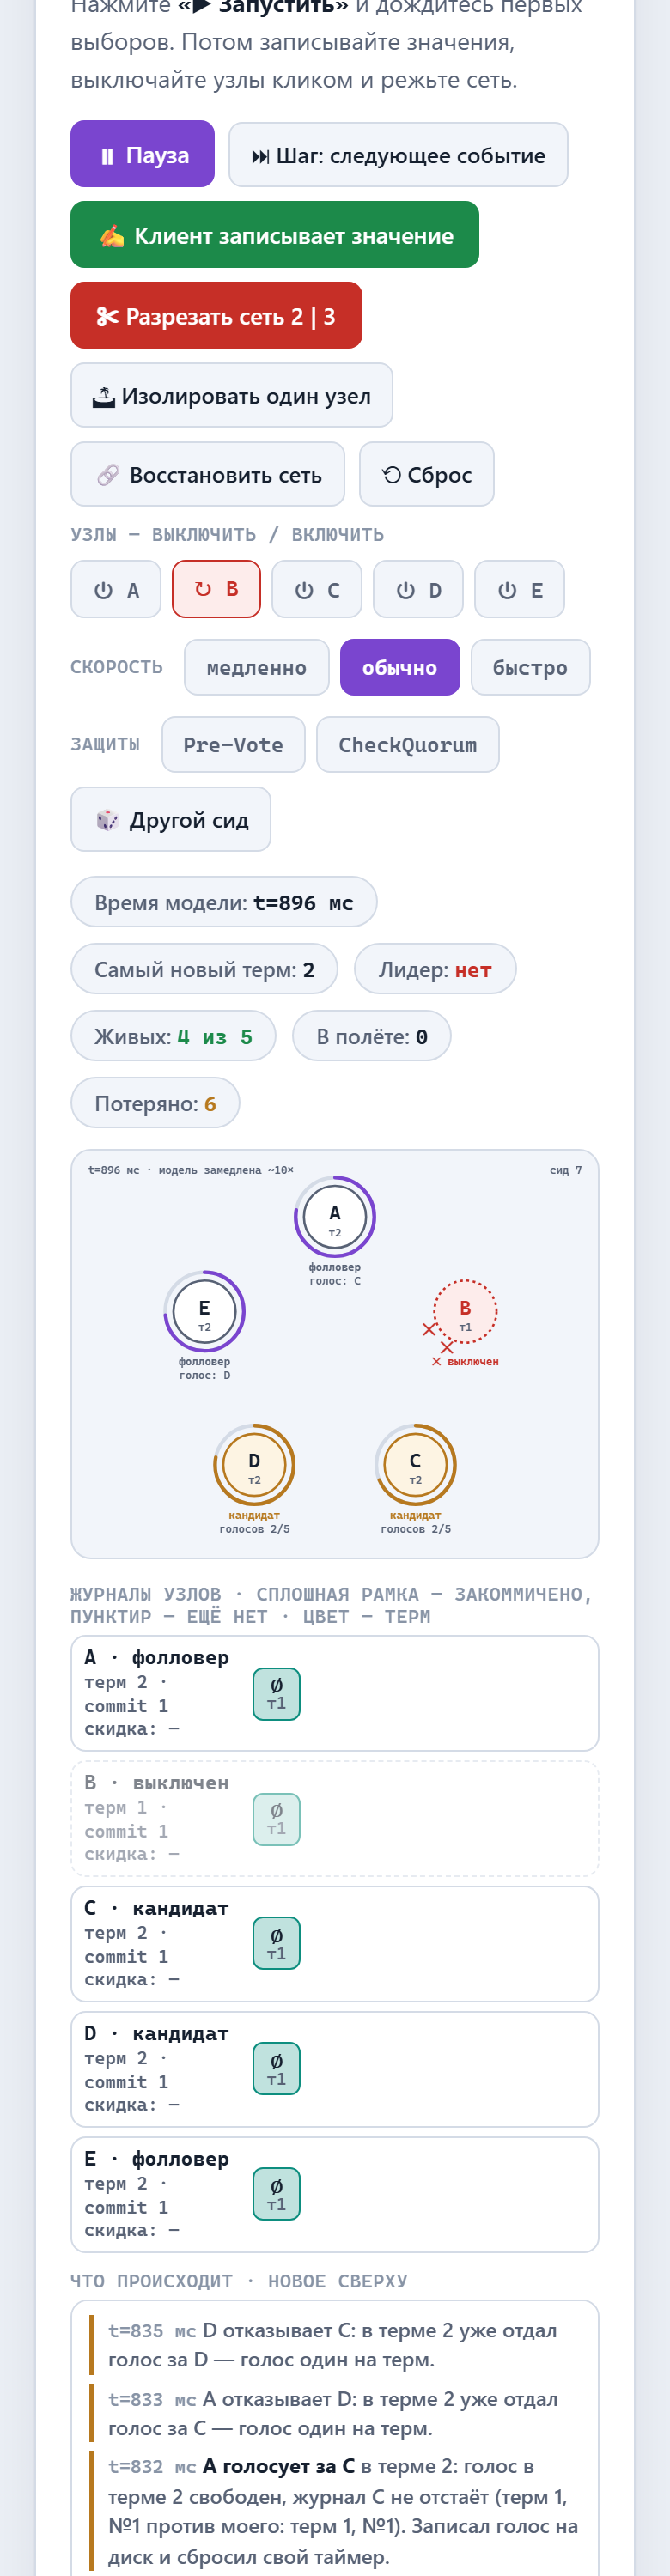 Нажмите «▶ Запустить» и дождитесь первых
выборов. Потом записывайте значения,
выключайте узлы кликом и режьте сеть.
⏸ Пауза
⏭ Шаг: следующее событие
✍ Клиент записывает значение
✂ Разрезать сеть 2 | 3
🏝 Изолировать один узел
🔗 Восстановить сеть
↺ Сброс
УЗЛЫ — ВЫКЛЮЧИТЬ / ВКЛЮЧИТЬ
⏻ A
↻ B
⏻ C
⏻ D
⏻ E
СКОРОСТЬ
медленно
обычно
быстро
ЗАЩИТЫ
Pre-Vote
CheckQuorum
🎲 Другой сид
Время модели: t=896 мс
Самый новый терм: 2
Лидер: нет
Живых: 4 из 5
В полёте: 0
Потеряно: 6
t=896 мс · модель замедлена ~10×
сид 7
A
т2
фолловер
голос: C
E
т2
фолловер
голос: D
B
т1
× выключен
D
т2
кандидат
голосов 2/5
C
т2
кандидат
голосов 2/5
ЖУРНАЛЫ УЗЛОВ · СПЛОШНАЯ РАМКА — ЗАКОММИЧЕНО,
ПУНКТИР — ЕЩЁ НЕТ · ЦВЕТ — ТЕРМ
A · фолловер
терм 2 ·
commit 1
скидка: —
Ø
т1
B · выключен
терм 1 ·
commit 1
скидка: —
Ø
т1
C · кандидат
терм 2 ·
commit 1
скидка: —
Ø
т1
D · кандидат
терм 2 ·
commit 1
скидка: —
Ø
т1
E · фолловер
терм 2 ·
commit 1
скидка: —
Ø
т1
ЧТО ПРОИСХОДИТ · НОВОЕ СВЕРХУ
t=835 мс D отказывает C: в терме 2 уже отдал
голос за D — голос один на терм.
t=833 мс A отказывает D: в терме 2 уже отдал
голос за C — голос один на терм.
t=832 мс A голосует за C в терме 2: голос в
терме 2 свободен, журнал C не отстаёт (терм 1,
№1 против моего: терм 1, №1). Записал голос на
диск и сбросил свой таймер.